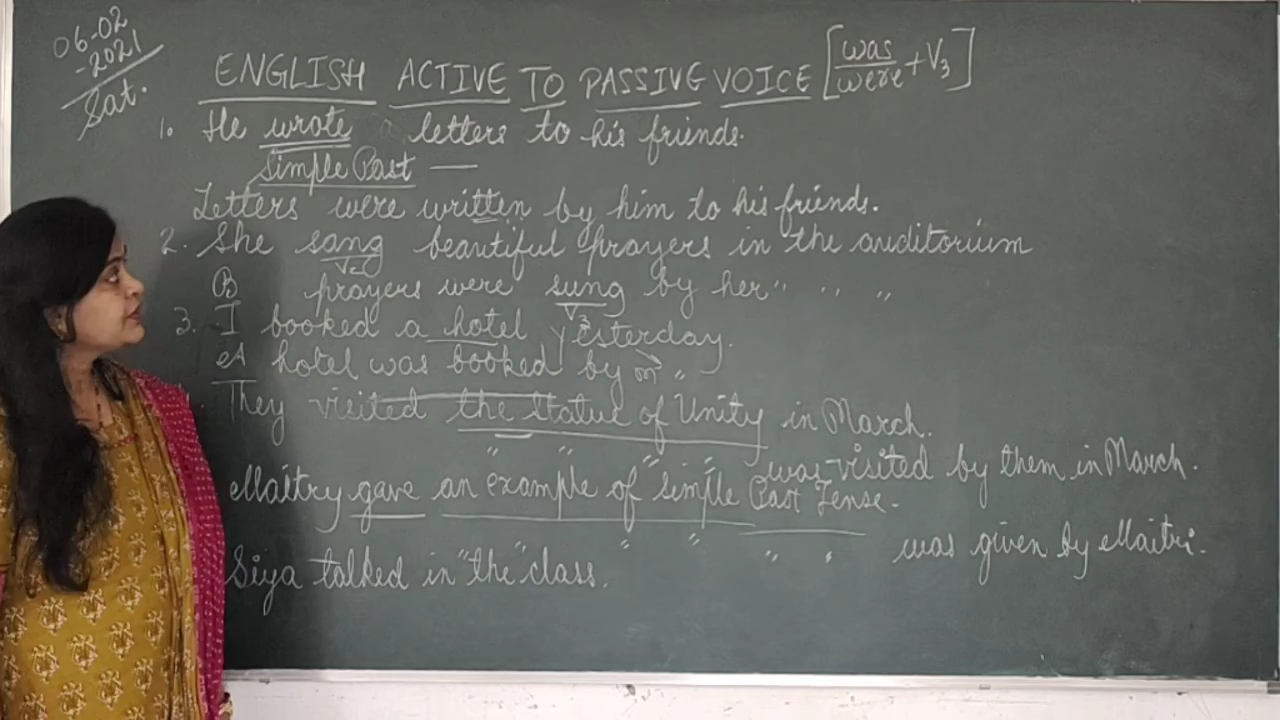 06-02
-2021
Sat.
ENGLISH ACTIVE TO PASSIVE VOICE [was/were + V3]
1. He wrote letters to his friends.
Simple Past —
Letters were written by him to his friends.
2. She sang beautiful prayers in the auditorium
V2
B prayers were sung by her " " "
V3
3. I booked a hotel yesterday.
A hotel was booked by m "
They visited the Statue of Unity in March.
" " " " was visited by them in March.
Maitry gave an example of Simple Past Tense.
" " " " " " was given by Maitri.
Siya talked in the class.